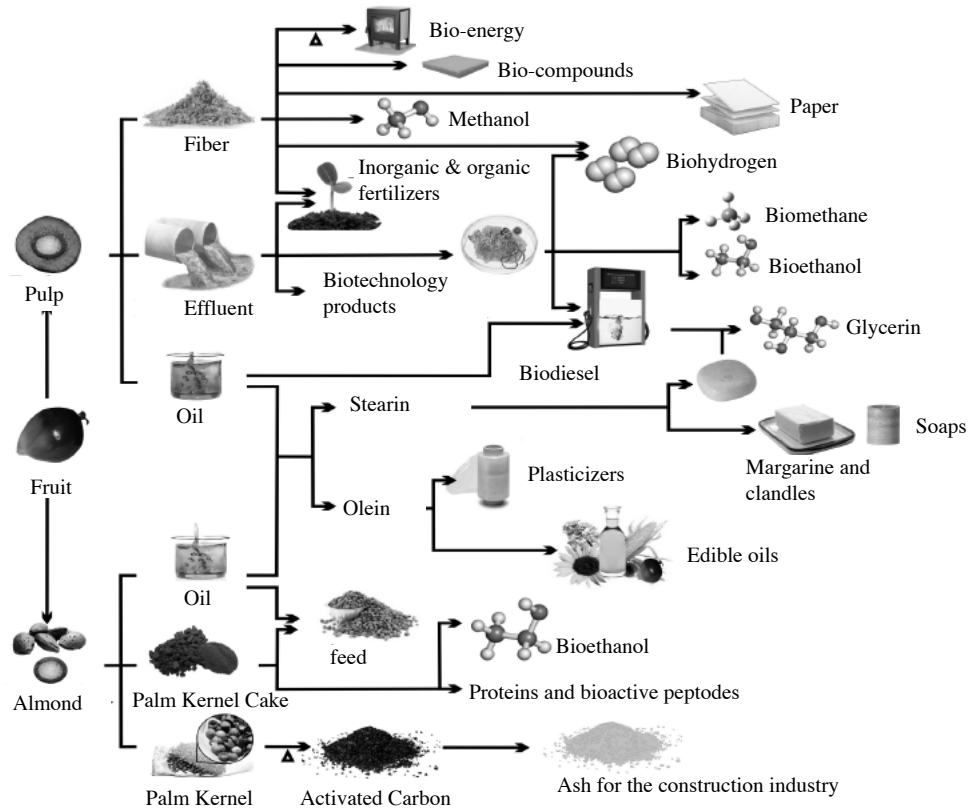 Bio-energy
Bio-compounds
Paper
Methanol
Fiber
Biohydrogen
Inorganic & organic
fertilizers
Biomethane
Bioethanol
Pulp
Effluent
Biotechnology
products
Glycerin
Biodiesel
Oil
Stearin
Soaps
Margarine and
clandles
Fruit
Plasticizers
Olein
Edible oils
Oil
feed
Bioethanol
Almond
Palm Kernel Cake
Proteins and bioactive peptodes
Palm Kernel
Activated Carbon
Ash for the construction industry